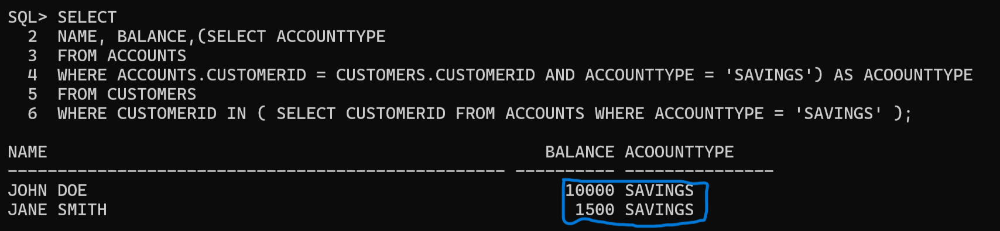 SQL> SELECT
2 NAME, BALANCE,(SELECT ACCOUNTTYPE
3 FROM ACCOUNTS
4 WHERE ACCOUNTS.CUSTOMERID = CUSTOMERS.CUSTOMERID AND ACCOUNTTYPE = 'SAVINGS') AS ACOOUNTTYPE
5 FROM CUSTOMERS
6 WHERE CUSTOMERID IN ( SELECT CUSTOMERID FROM ACCOUNTS WHERE ACCOUNTTYPE = 'SAVINGS' );
NAME BALANCE ACOOUNTTYPE
-------------------------------------------------- ---------- ---------------
JOHN DOE 10000 SAVINGS
JANE SMITH 1500 SAVINGS